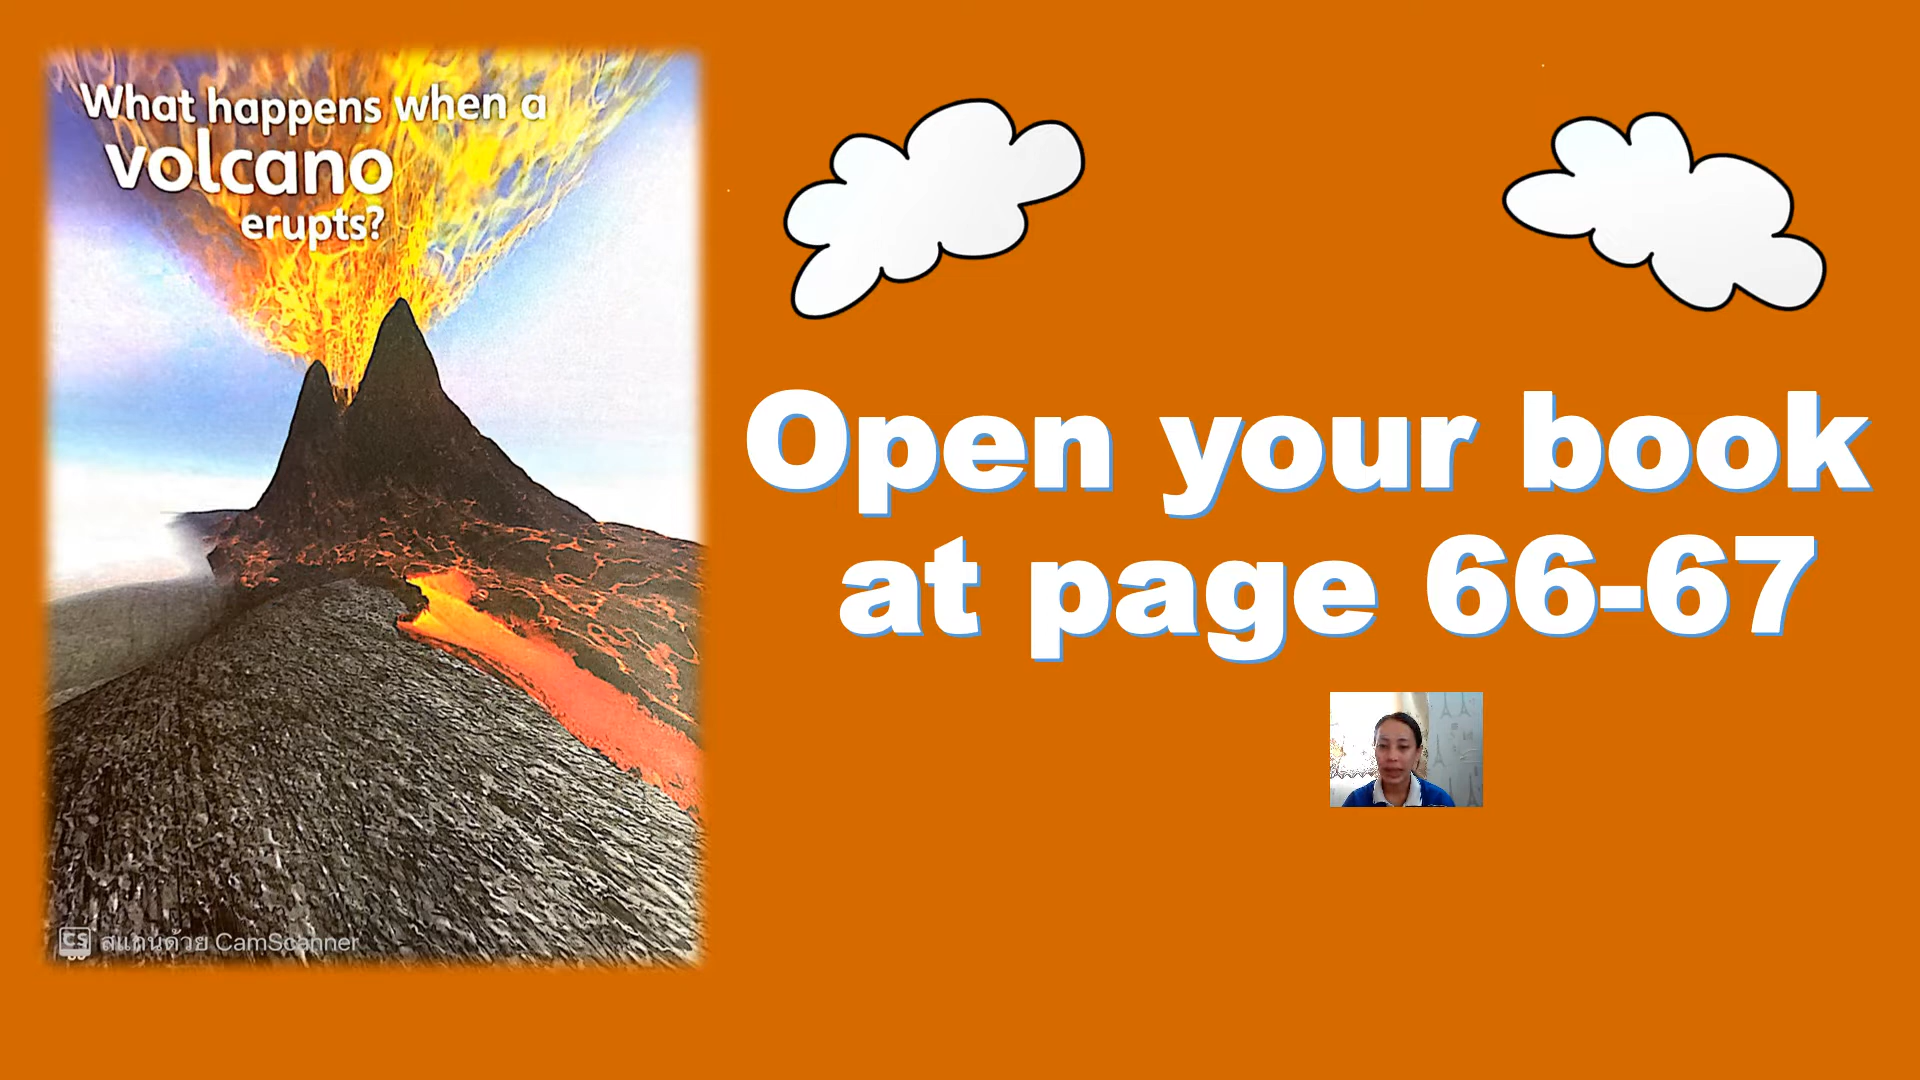 What happens when a
volcano
erupts?
CS สแกนด้วย CamScanner
Open your book
at page 66-67